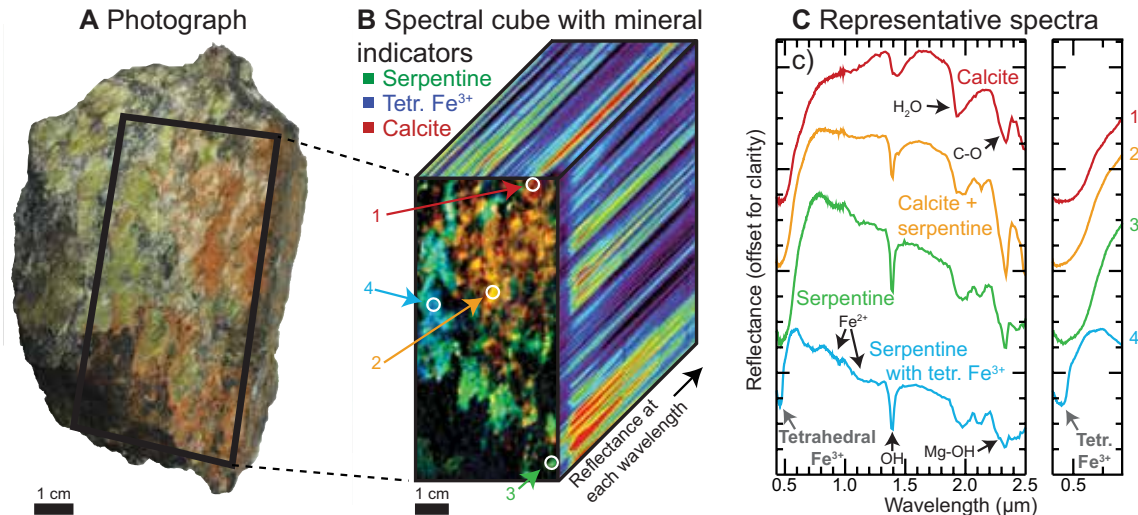 A Photograph
1 cm
B Spectral cube with mineral
indicators
Serpentine
Tetr. Fe³⁺
Calcite
1
4
2
3
1 cm
Reflectance at
each wavelength
C Representative spectra
c)
Reflectance (offset for clarity)
Calcite
H₂O
C-O
Calcite +
serpentine
Serpentine
Fe²⁺
Serpentine
with tetr. Fe³⁺
Tetrahedral
Fe³⁺
OH
Mg-OH
0.5 1.0 1.5 2.0 2.5
Wavelength (µm)
1
2
3
4
Tetr.
Fe³⁺
0.5